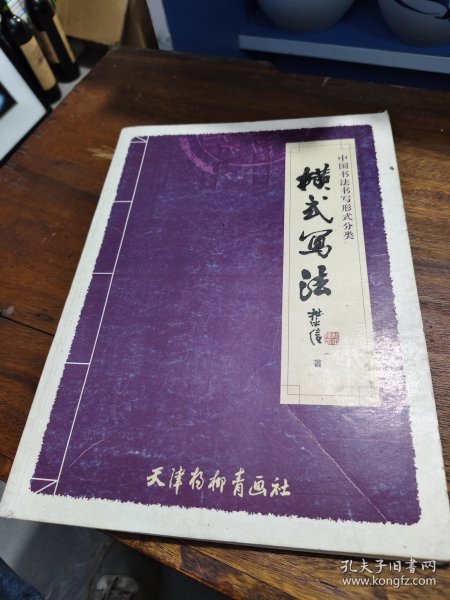 中国书法书写形式分类
横式写法
著
天津杨柳青画社
孔夫子旧书网
www.kongfz.com